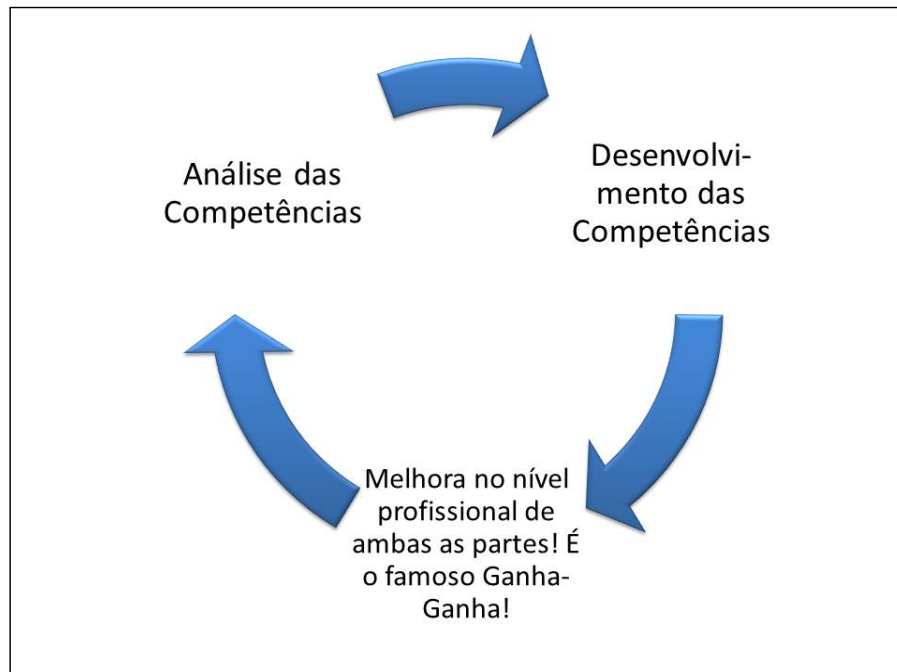 Análise das
Competências
Desenvolvi-
mento das
Competências
Melhora no nível
profissional de
ambas as partes! É
o famoso Ganha-
Ganha!